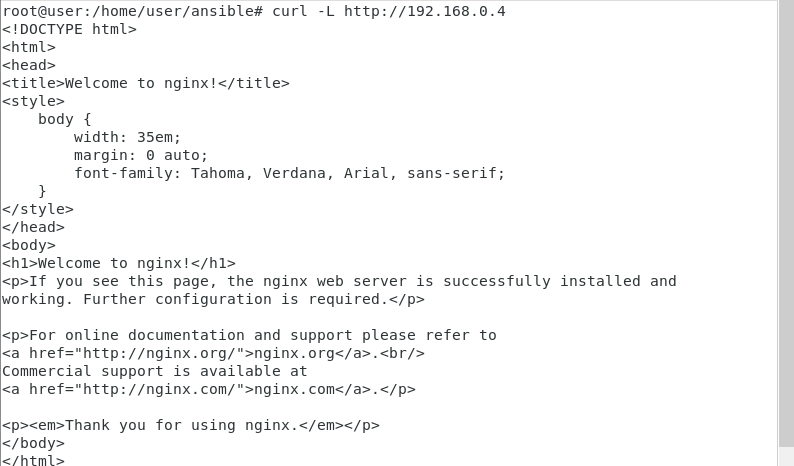 root@user:/home/user/ansible# curl -L http://192.168.0.4
<!DOCTYPE html>
<html>
<head>
<title>Welcome to nginx!</title>
<style>
    body {
        width: 35em;
        margin: 0 auto;
        font-family: Tahoma, Verdana, Arial, sans-serif;
    }
</style>
</head>
<body>
<h1>Welcome to nginx!</h1>
<p>If you see this page, the nginx web server is successfully installed and
working. Further configuration is required.</p>

<p>For online documentation and support please refer to
<a href="http://nginx.org/">nginx.org</a>.<br/>
Commercial support is available at
<a href="http://nginx.com/">nginx.com</a>.</p>

<p><em>Thank you for using nginx.</em></p>
</body>
</html>